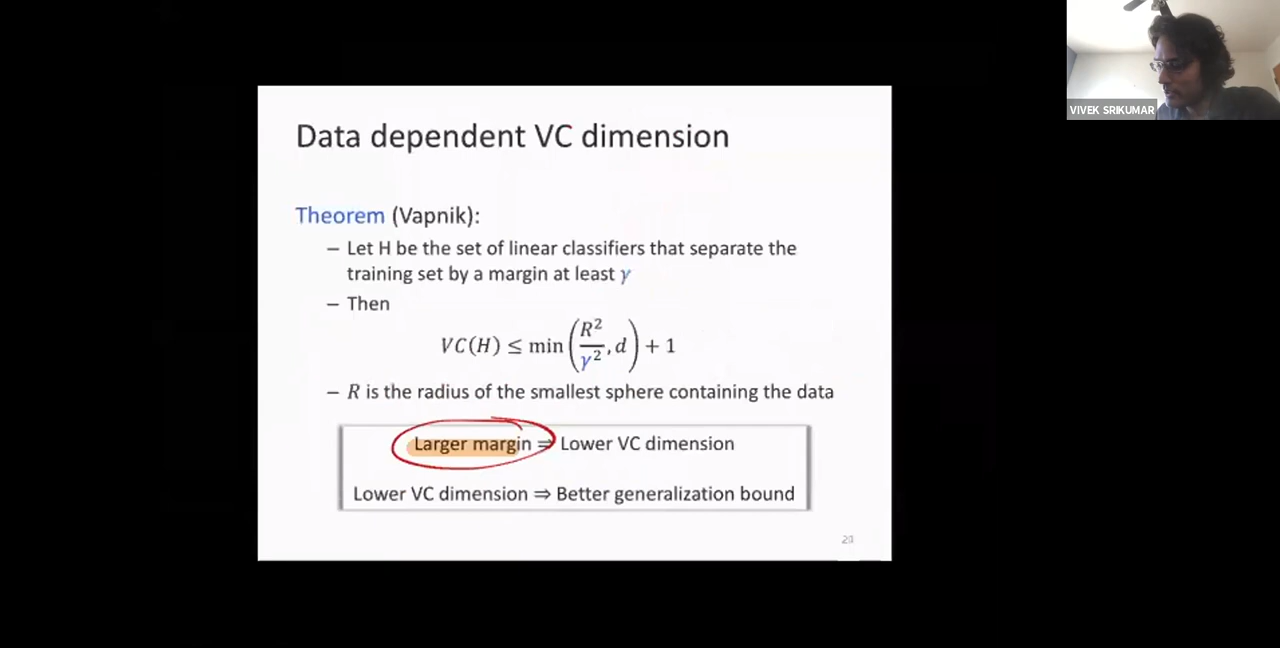 VIVEK SRIKUMAR
Data dependent VC dimension
Theorem (Vapnik):
– Let H be the set of linear classifiers that separate the
training set by a margin at least γ
– Then
VC(H) ≤ min(R²/γ², d) + 1
– R is the radius of the smallest sphere containing the data
Larger margin ⇒ Lower VC dimension
Lower VC dimension ⇒ Better generalization bound